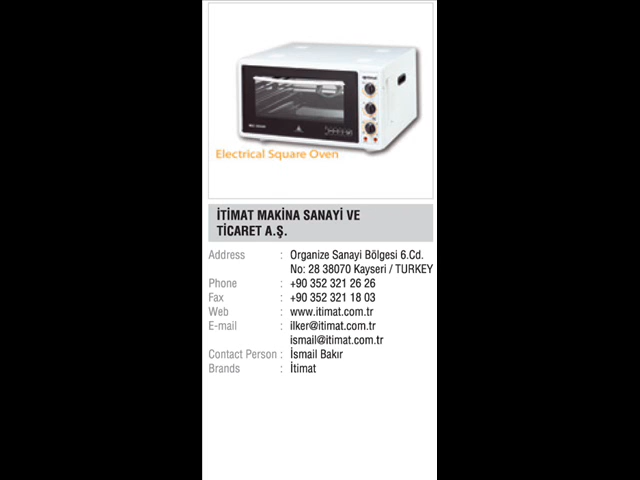 Electrical Square Oven
İTİMAT MAKİNA SANAYİ VE
TİCARET A.Ş.
Address : Organize Sanayi Bölgesi 6.Cd.
No: 28 38070 Kayseri / TURKEY
Phone : +90 352 321 26 26
Fax : +90 352 321 18 03
Web : www.itimat.com.tr
E-mail : ilker@itimat.com.tr
ismail@itimat.com.tr
Contact Person : İsmail Bakır
Brands : İtimat